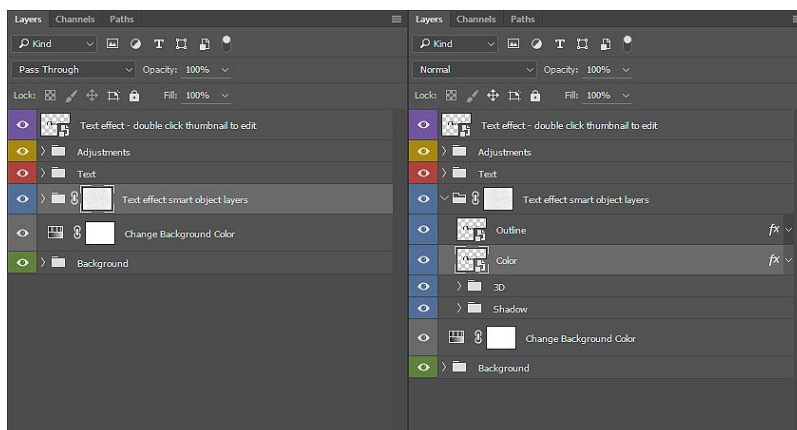 Layers Channels Paths
Kind
Pass Through Opacity: 100%
Lock: Fill: 100%
Text effect - double click thumbnail to edit
Adjustments
Text
Text effect smart object layers
Change Background Color
Background
Layers Channels Paths
Kind
Normal Opacity: 100%
Lock: Fill: 100%
Text effect - double click thumbnail to edit
Adjustments
Text
Text effect smart object layers
Outline fx
Color fx
3D
Shadow
Change Background Color
Background